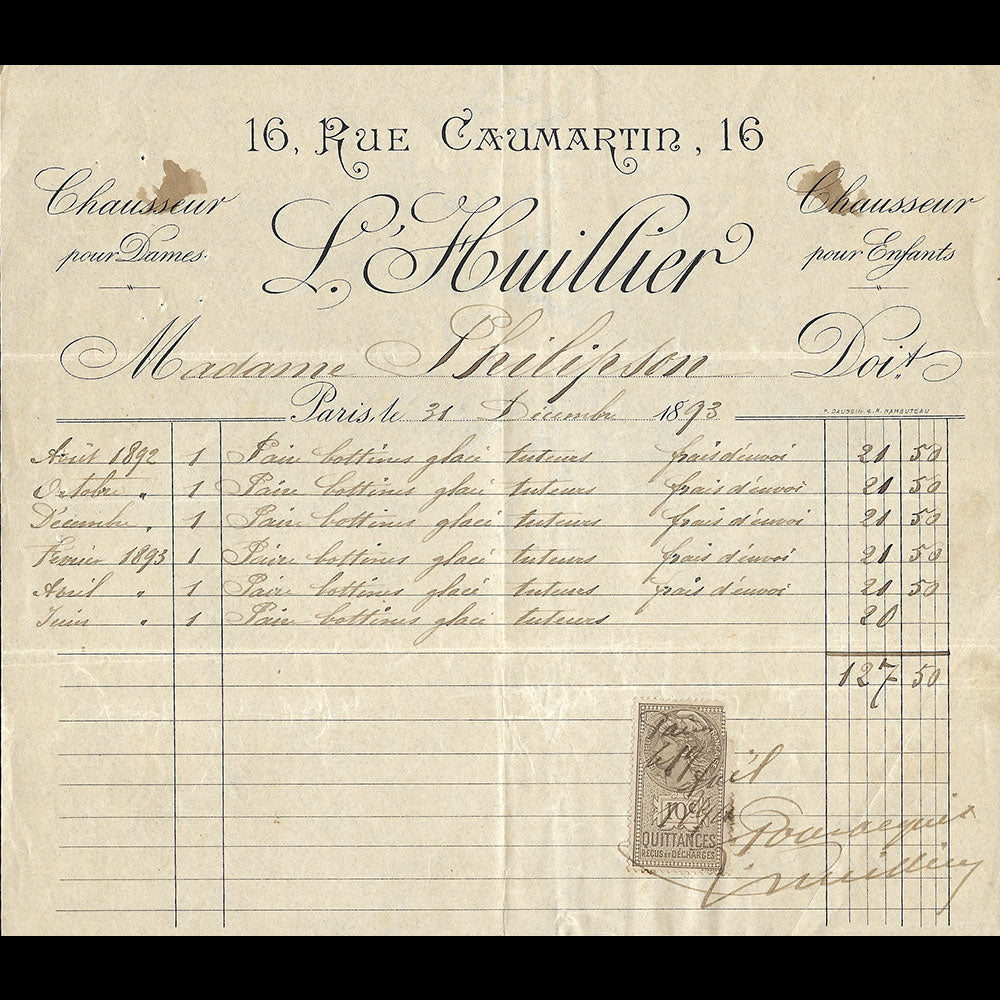 16, Rue Caumartin, 16
Chausseur pour Dames.
L. 'Huillier
Chausseur pour Enfants
Madame Philipson Doit
Paris, le 31 Décembre 1893
Août 1892 1 Paire bottines glacé tuteurs frais d'envoi 21 50
Octobre " 1 Paire bottines glacé tuteurs frais d'envoi 21 50
Décembre " 1 Paire bottines glacé tuteurs frais d'envoi 21 50
Février 1893 1 Paire bottines glacé tuteurs frais d'envoi 21 50
Avril " 1 Paire bottines glacé tuteurs frais d'envoi 21 50
Juin " 1 Paire bottines glacé tuteurs 20
127 50
10c
QUITTANCES
REÇUS ET DÉCHARGES
Pour acquit
L'huillier